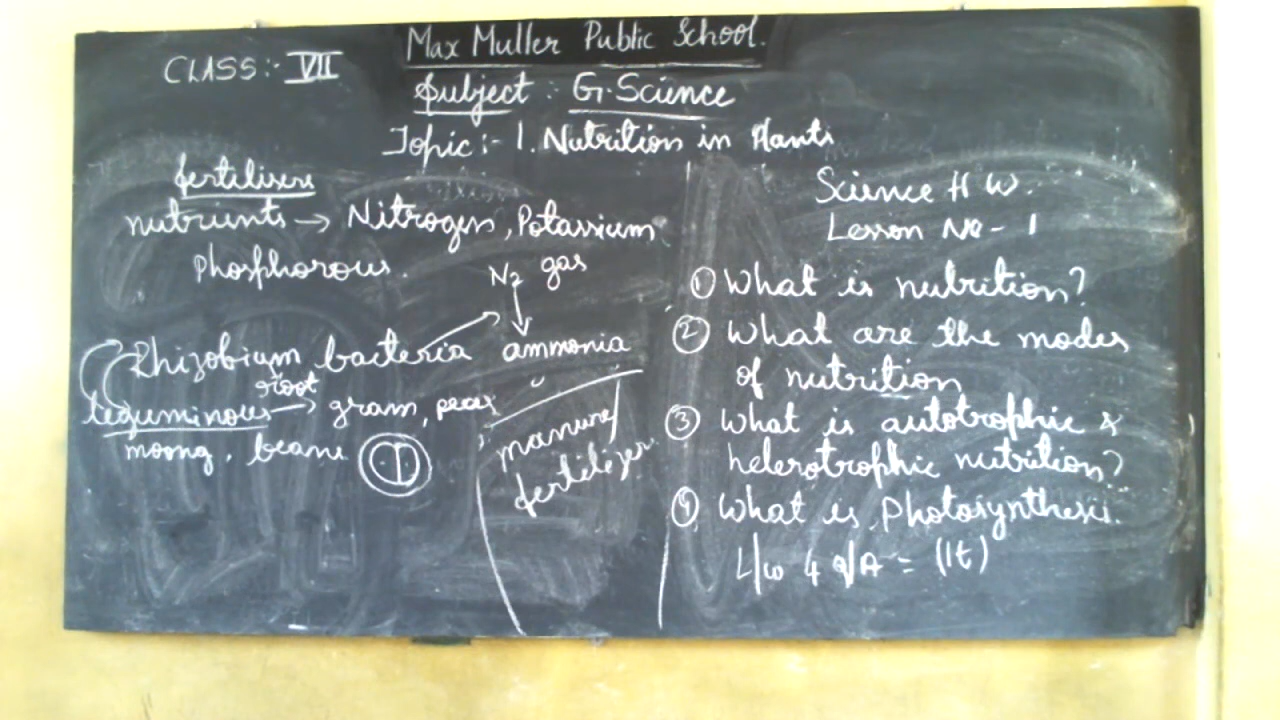 Max Muller Public School.
CLASS:- VII
Subject : G.Science
Topic:- 1. Nutrition in Plants
fertilisers
nutrients → Nitrogen, Potassium
Phosphorous.
N2 gas
Rhizobium bacteria ammonia
root
leguminous → gram, peas
moong, beans
manure/
fertilizer
Science H W.
Lesson No - 1
① What is nutrition?
② What are the modes
of nutrition
③ What is autotrophic &
heterotrophic nutrition?
④ What is Photosynthesis.
L/w 4 Q/A = (1t)